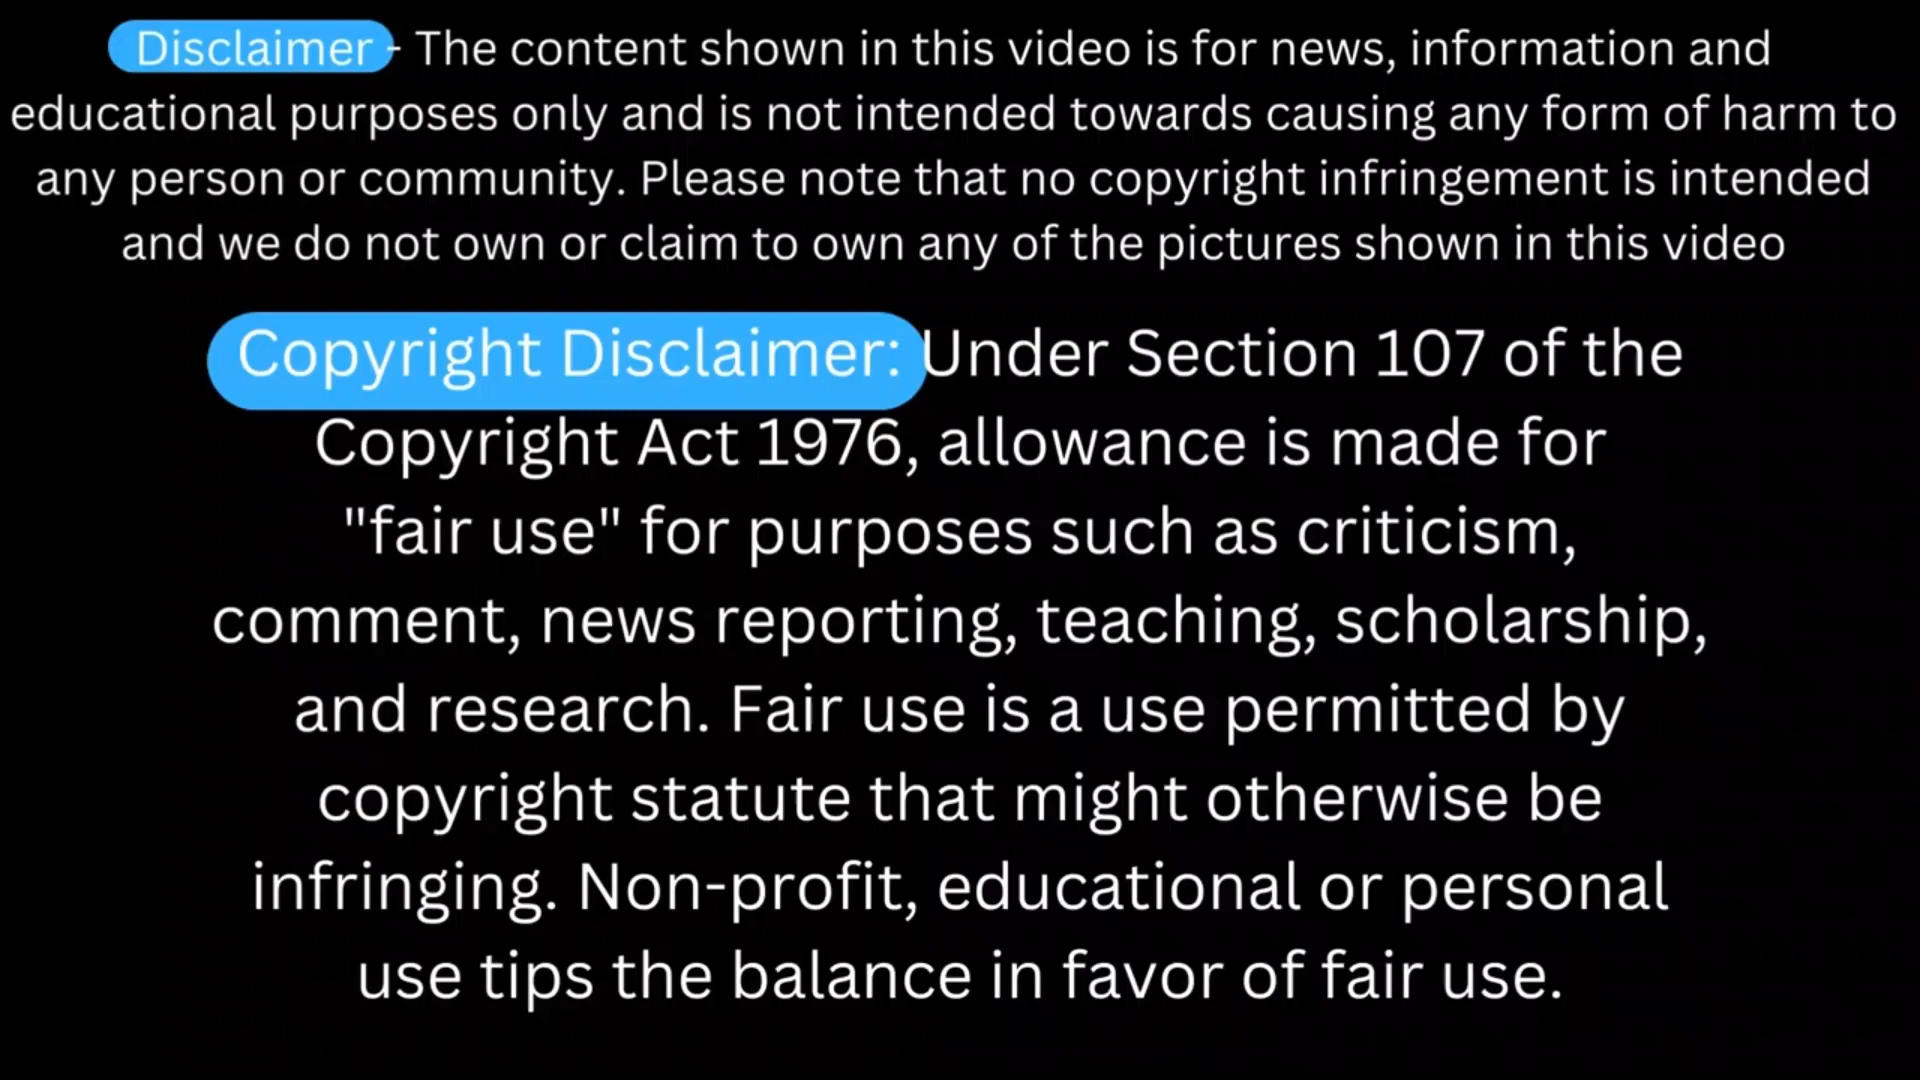 Disclaimer - The content shown in this video is for news, information and
educational purposes only and is not intended towards causing any form of harm to
any person or community. Please note that no copyright infringement is intended
and we do not own or claim to own any of the pictures shown in this video
Copyright Disclaimer: Under Section 107 of the
Copyright Act 1976, allowance is made for
"fair use" for purposes such as criticism,
comment, news reporting, teaching, scholarship,
and research. Fair use is a use permitted by
copyright statute that might otherwise be
infringing. Non-profit, educational or personal
use tips the balance in favor of fair use.